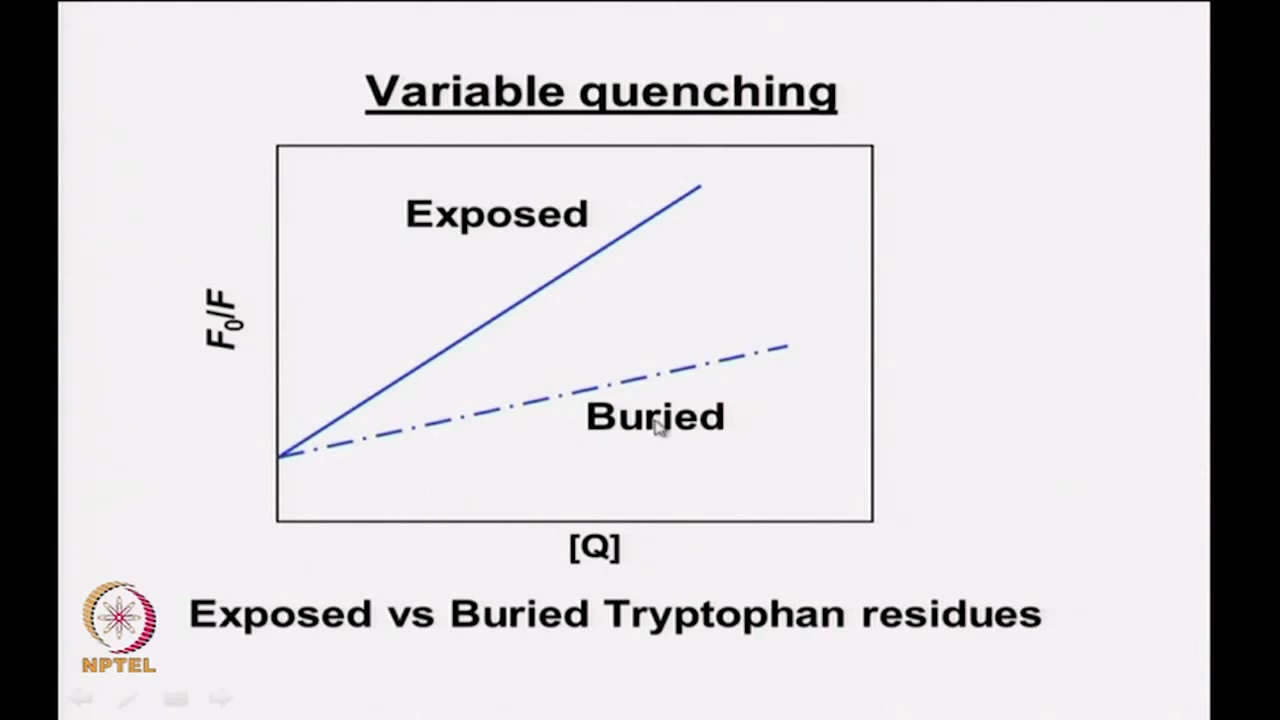 Variable quenching
Exposed
F₀/F
Buried
[Q]
Exposed vs Buried Tryptophan residues
NPTEL